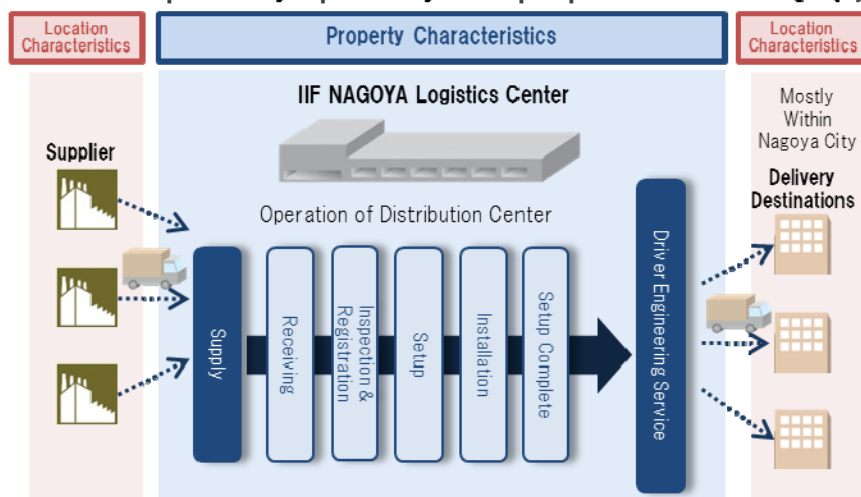 Location
Characteristics
Property Characteristics
Location
Characteristics
IIF NAGOYA Logistics Center
Supplier
Mostly
Within
Nagoya City
Delivery
Destinations
Operation of Distribution Center
Supply
Receiving
Inspection &
Registration
Setup
Installation
Setup Complete
Driver Engineering Service